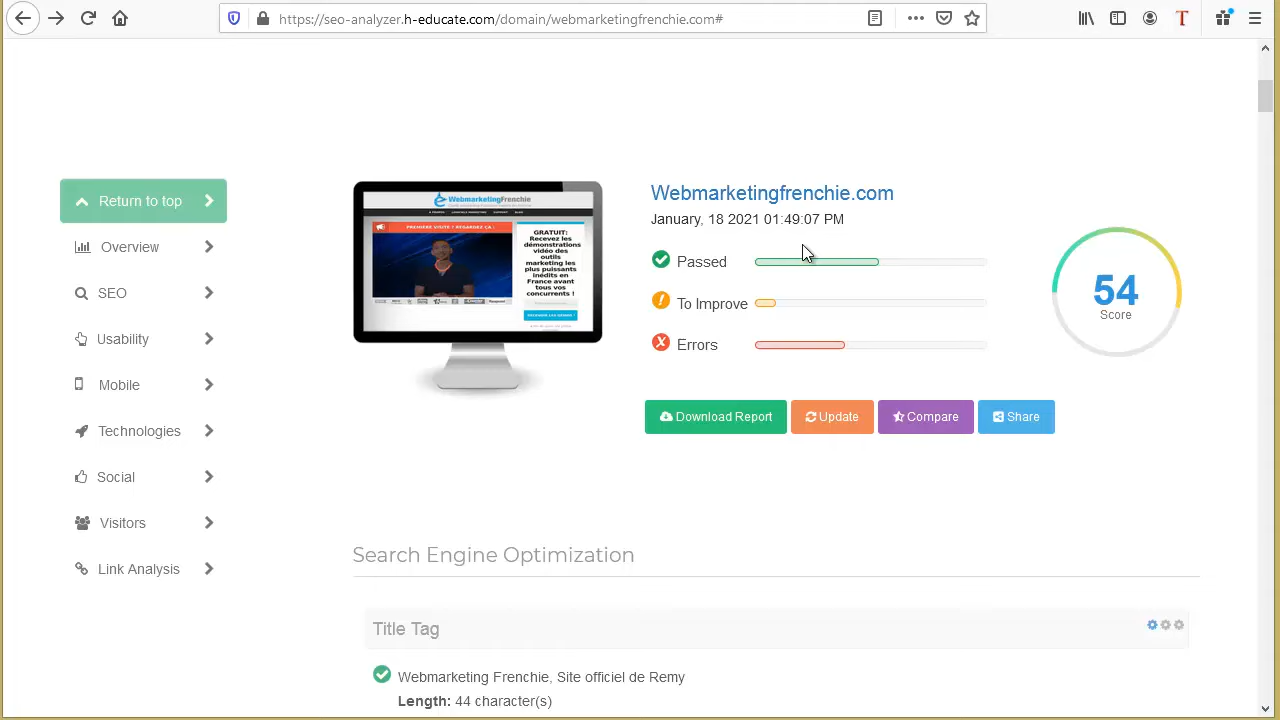 https://seo-analyzer.h-educate.com/domain/webmarketingfrenchie.com#
Return to top
Overview
SEO
Usability
Mobile
Technologies
Social
Visitors
Link Analysis
WebmarketingFrenchie
PREMIÈRE VISITE ! REGARDEZ ÇA :
GRATUIT:
Recevez les
démonstrations
vidéo des
outils
marketing les
plus puissants
inédits en
France avant
tous vos
concurrents !
Webmarketingfrenchie.com
January, 18 2021 01:49:07 PM
Passed
To Improve
Errors
54
Score
Download Report
Update
Compare
Share
Search Engine Optimization
Title Tag
Webmarketing Frenchie, Site officiel de Remy
Length: 44 character(s)